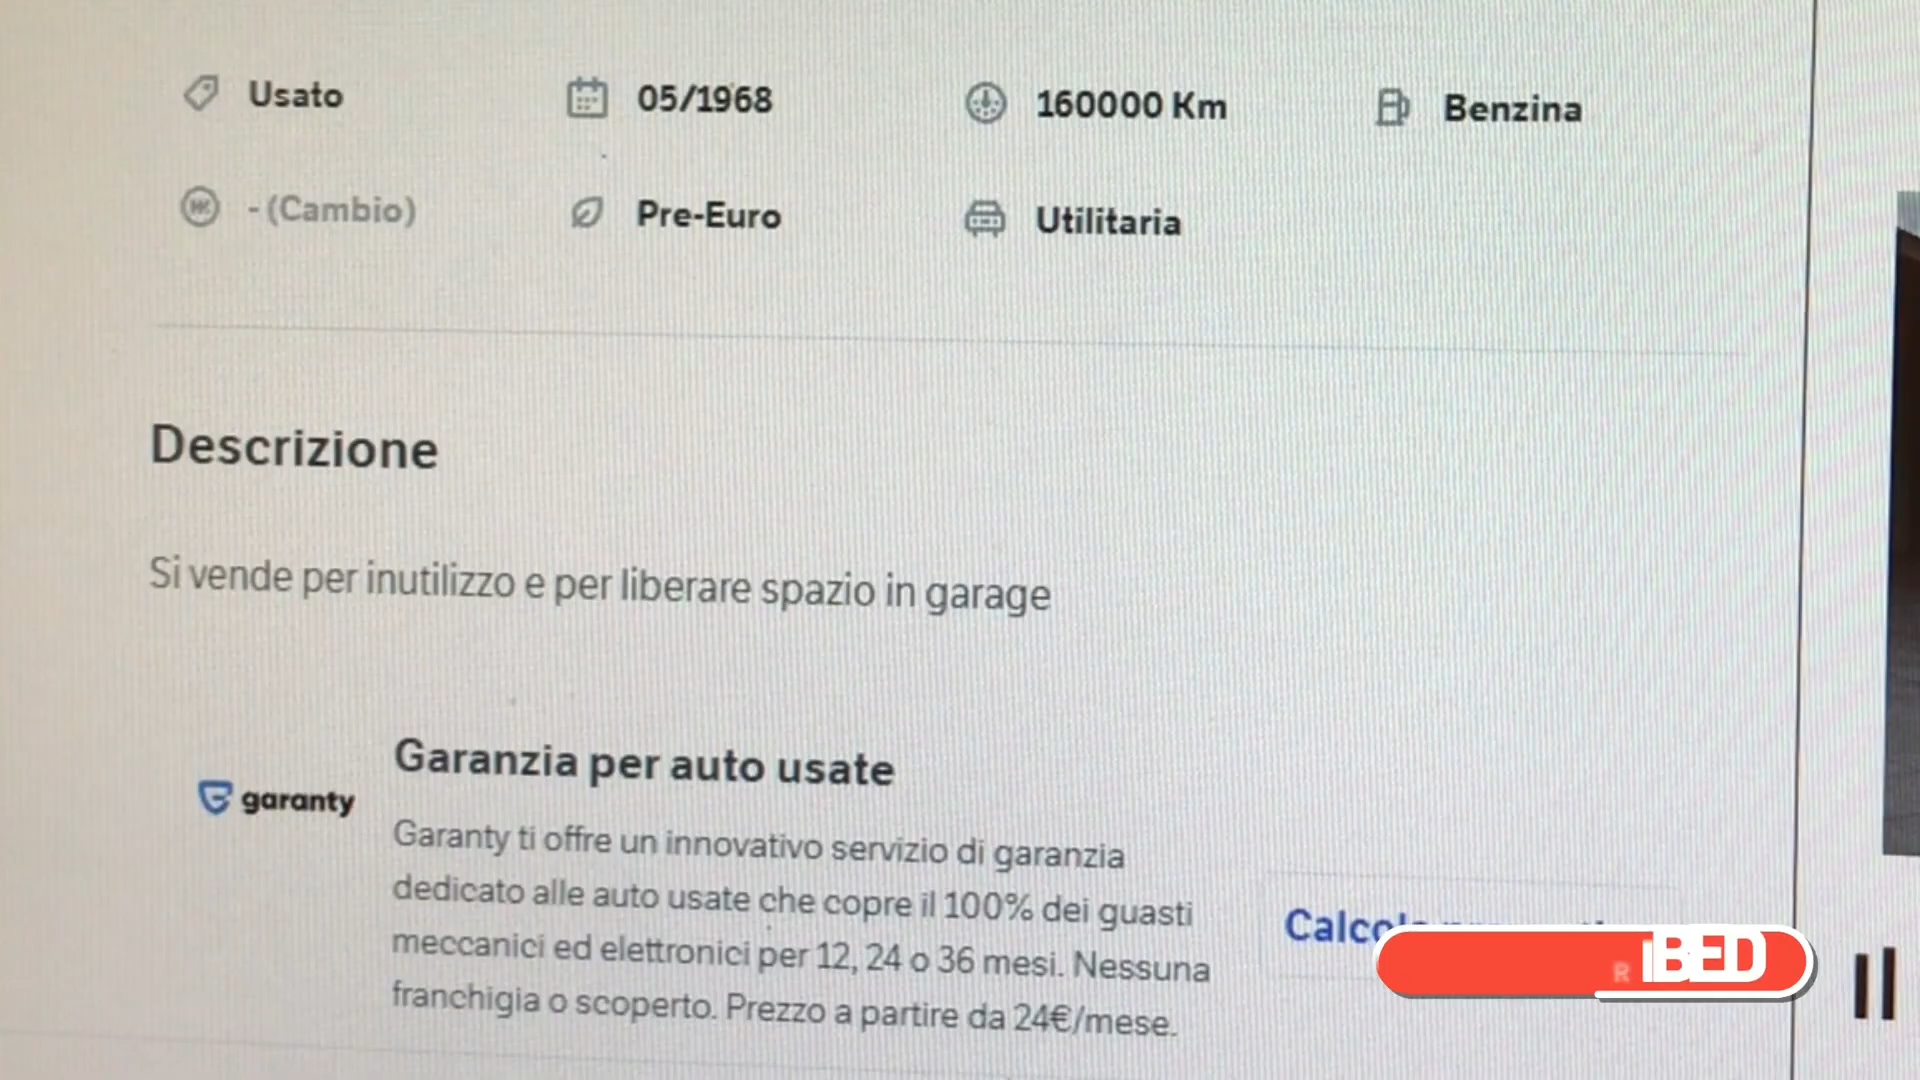 Usato
05/1968
160000 Km
Benzina
- (Cambio)
Pre-Euro
Utilitaria
Descrizione
Si vende per inutilizzo e per liberare spazio in garage
garanty
Garanzia per auto usate
Garanty ti offre un innovativo servizio di garanzia
dedicato alle auto usate che copre il 100% dei guasti
meccanici ed elettronici per 12, 24 o 36 mesi. Nessuna
franchigia o scoperto. Prezzo a partire da 24€/mese.